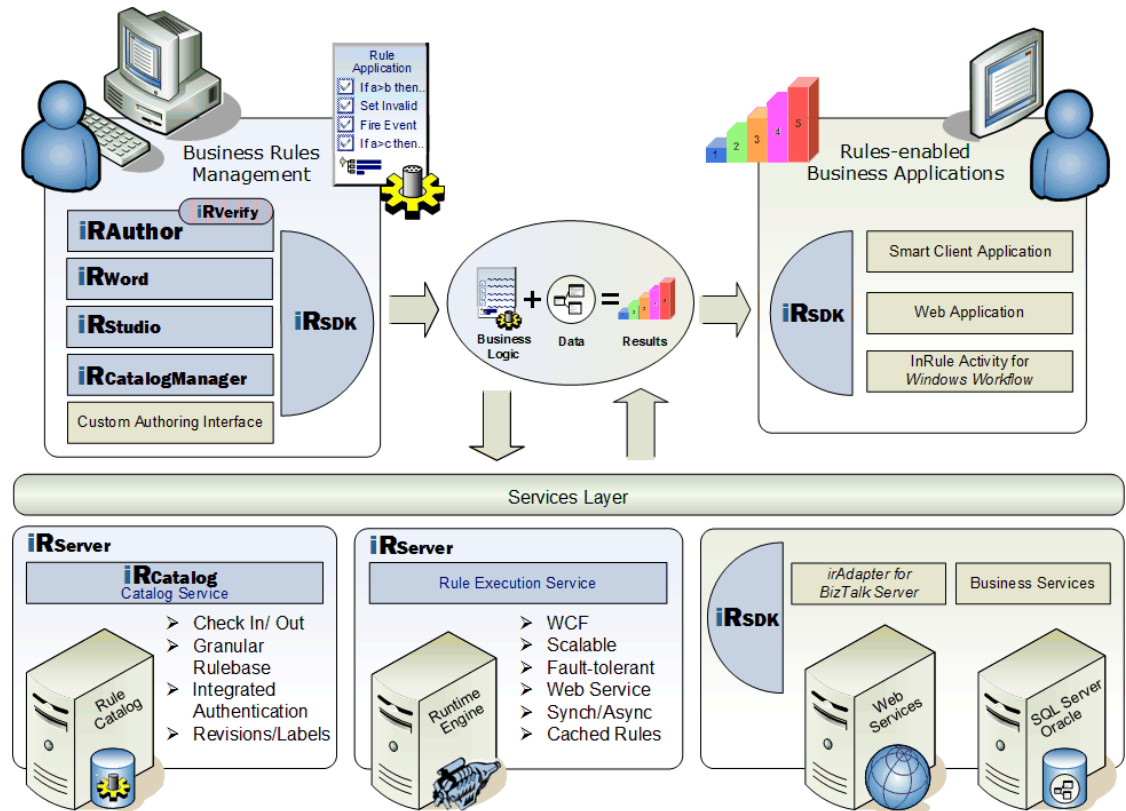 Rule
Application
If a>b then..
Set Invalid
Fire Event
If a>c then...
Business Rules
Management
iRVerify
iRAuthor
iRWord
iRStudio
iRCatalogManager
Custom Authoring Interface
iRSDK
Business
Logic
+
Data
=
Results
1
2
3
4
5
Rules-enabled
Business Applications
iRSDK
Smart Client Application
Web Application
InRule Activity for
Windows Workflow
Services Layer
iRServer
iRCatalog
Catalog Service
Rule
Catalog
➢ Check In/ Out
➢ Granular
Rulebase
➢ Integrated
Authentication
➢ Revisions/Labels
iRServer
Rule Execution Service
Runtime
Engine
➢ WCF
➢ Scalable
➢ Fault-tolerant
➢ Web Service
➢ Synch/Async
➢ Cached Rules
iRSDK
irAdapter for
BizTalk Server
Business Services
Web
Services
SQL Server
Oracle